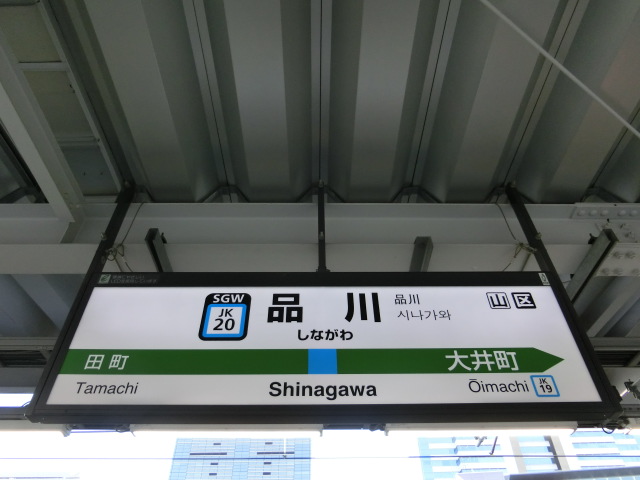 SGW
JK
20
品川
しながわ
品川
시나가와
山 区
田町
大井町
Tamachi
Shinagawa
Ōimachi
JK
19